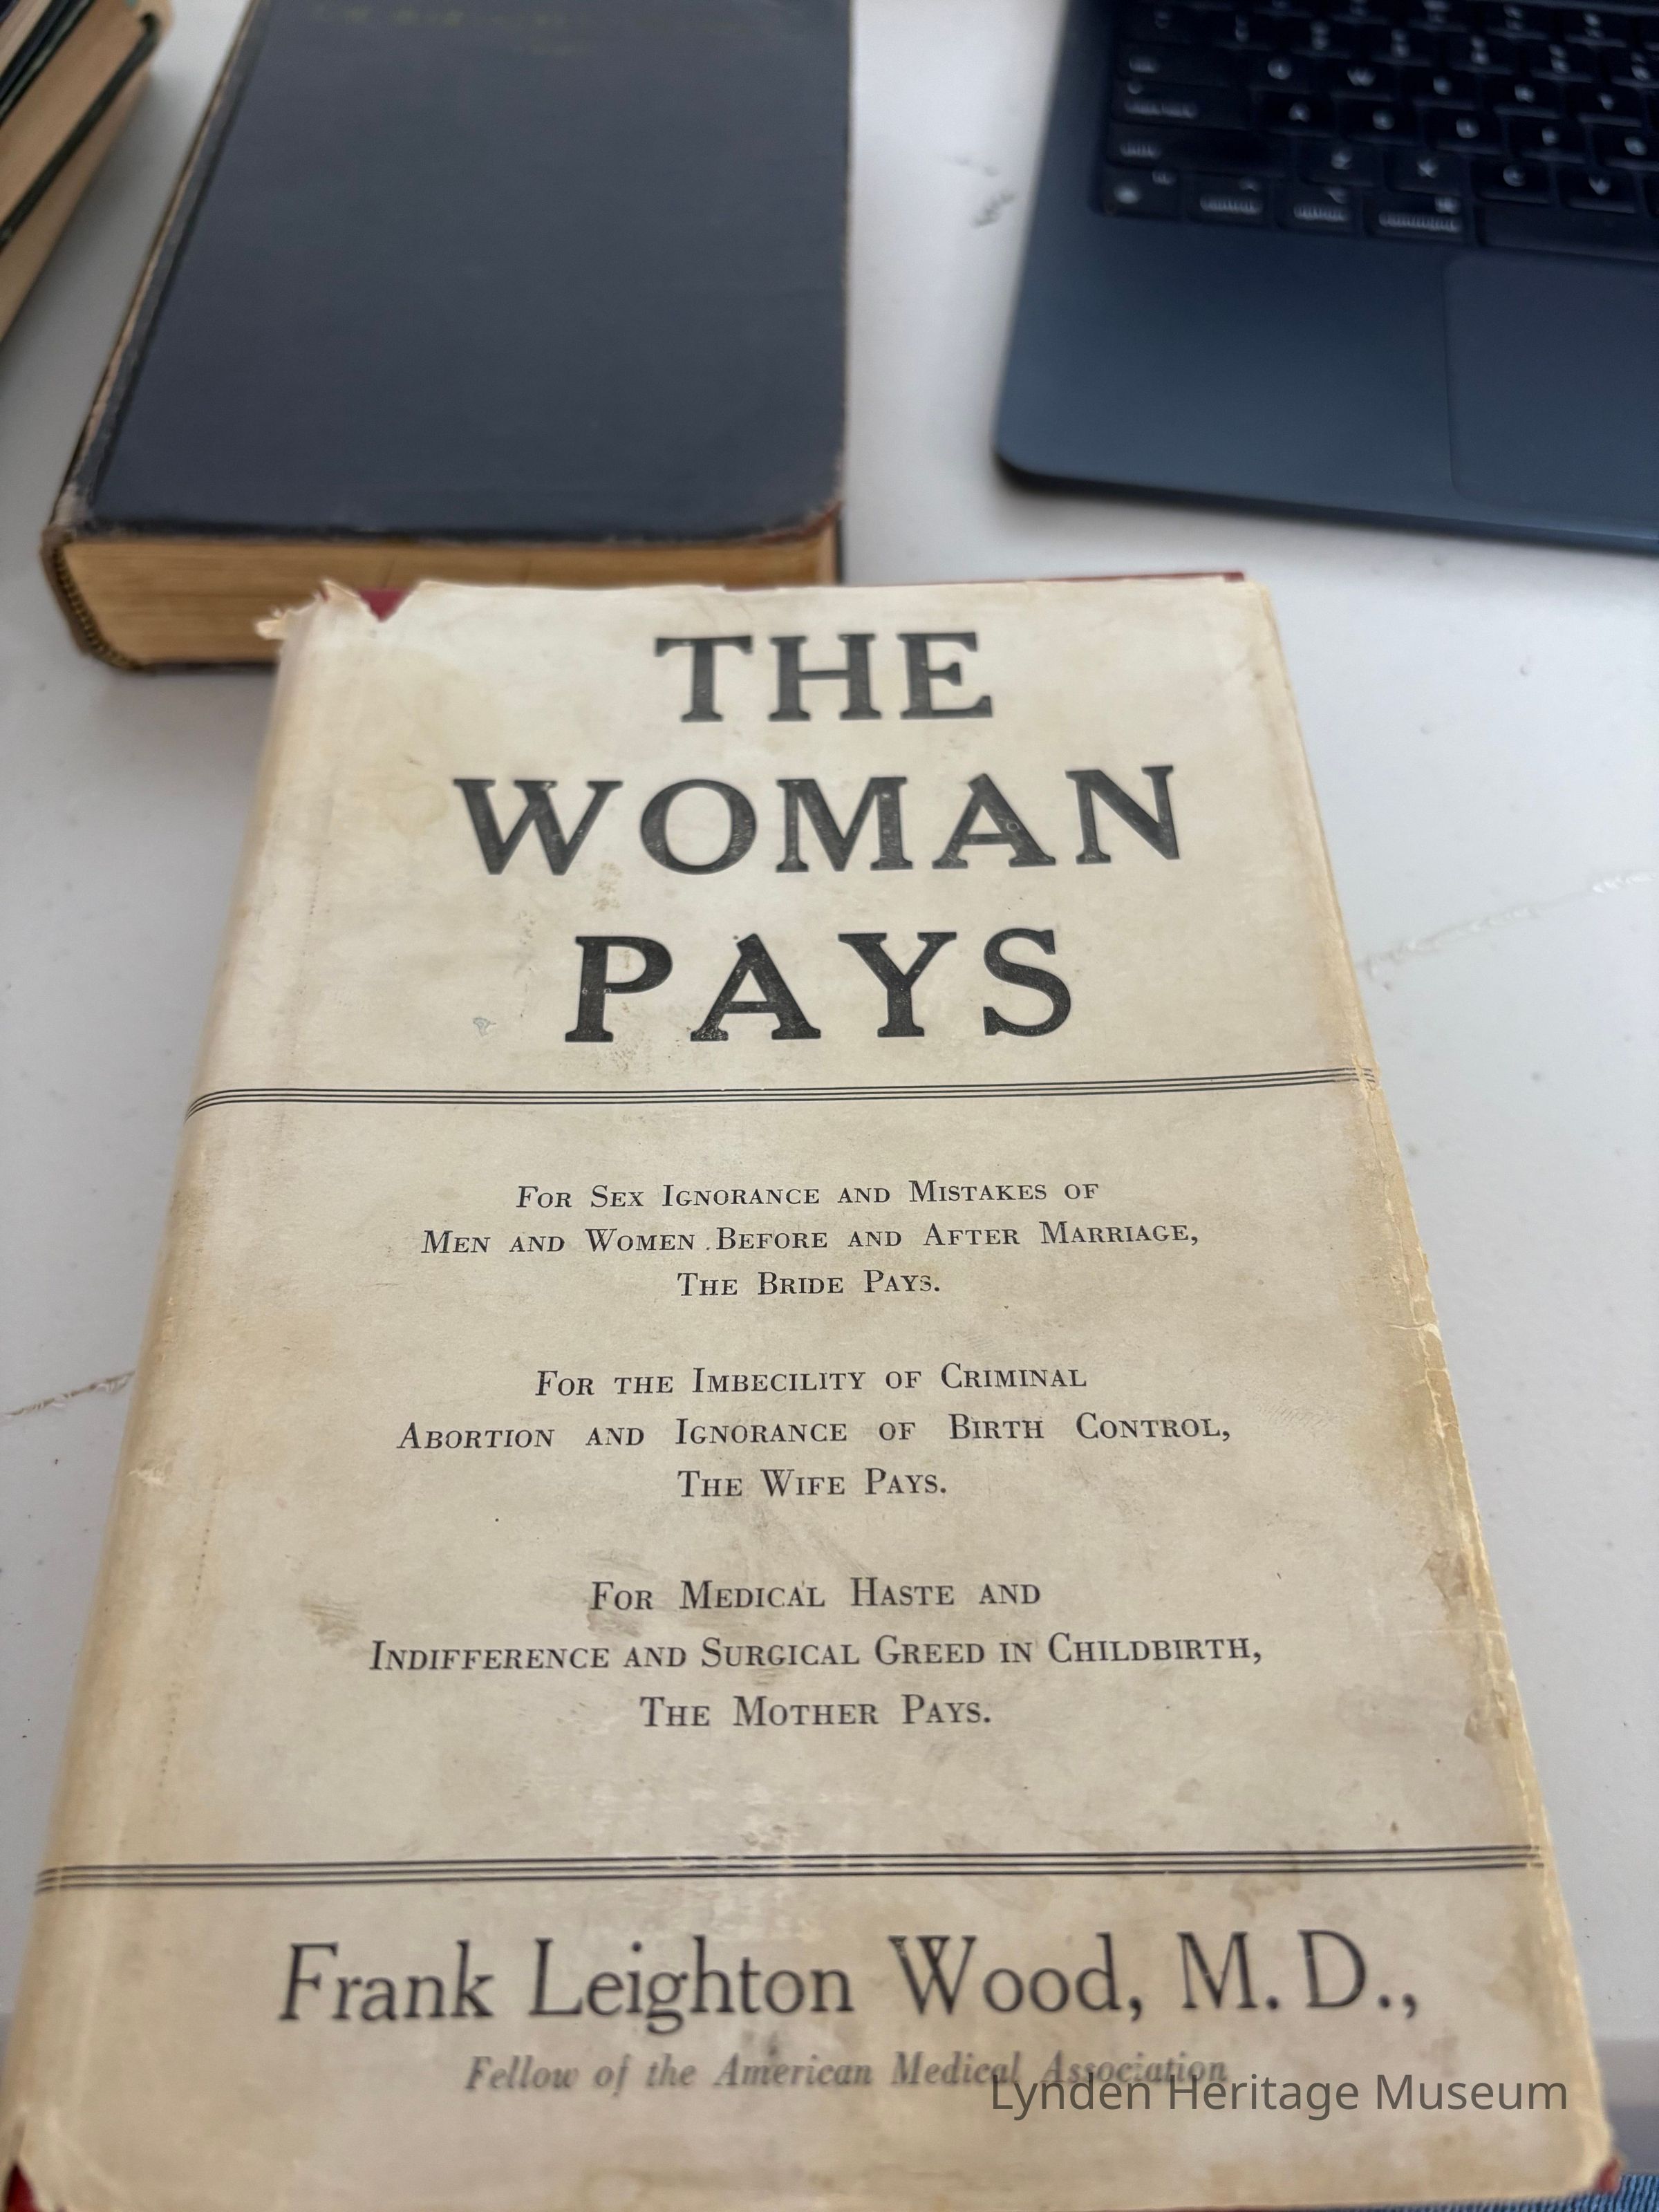 THE
WOMAN
PAYS
For Sex Ignorance and Mistakes of
Men and Women Before and After Marriage,
The Bride Pays.
For the Imbecility of Criminal
Abortion and Ignorance of Birth Control,
The Wife Pays.
For Medical Haste and
Indifference and Surgical Greed in Childbirth,
The Mother Pays.
Frank Leighton Wood, M.D.,
Fellow of the American Medical Association
Lynden Heritage Museum